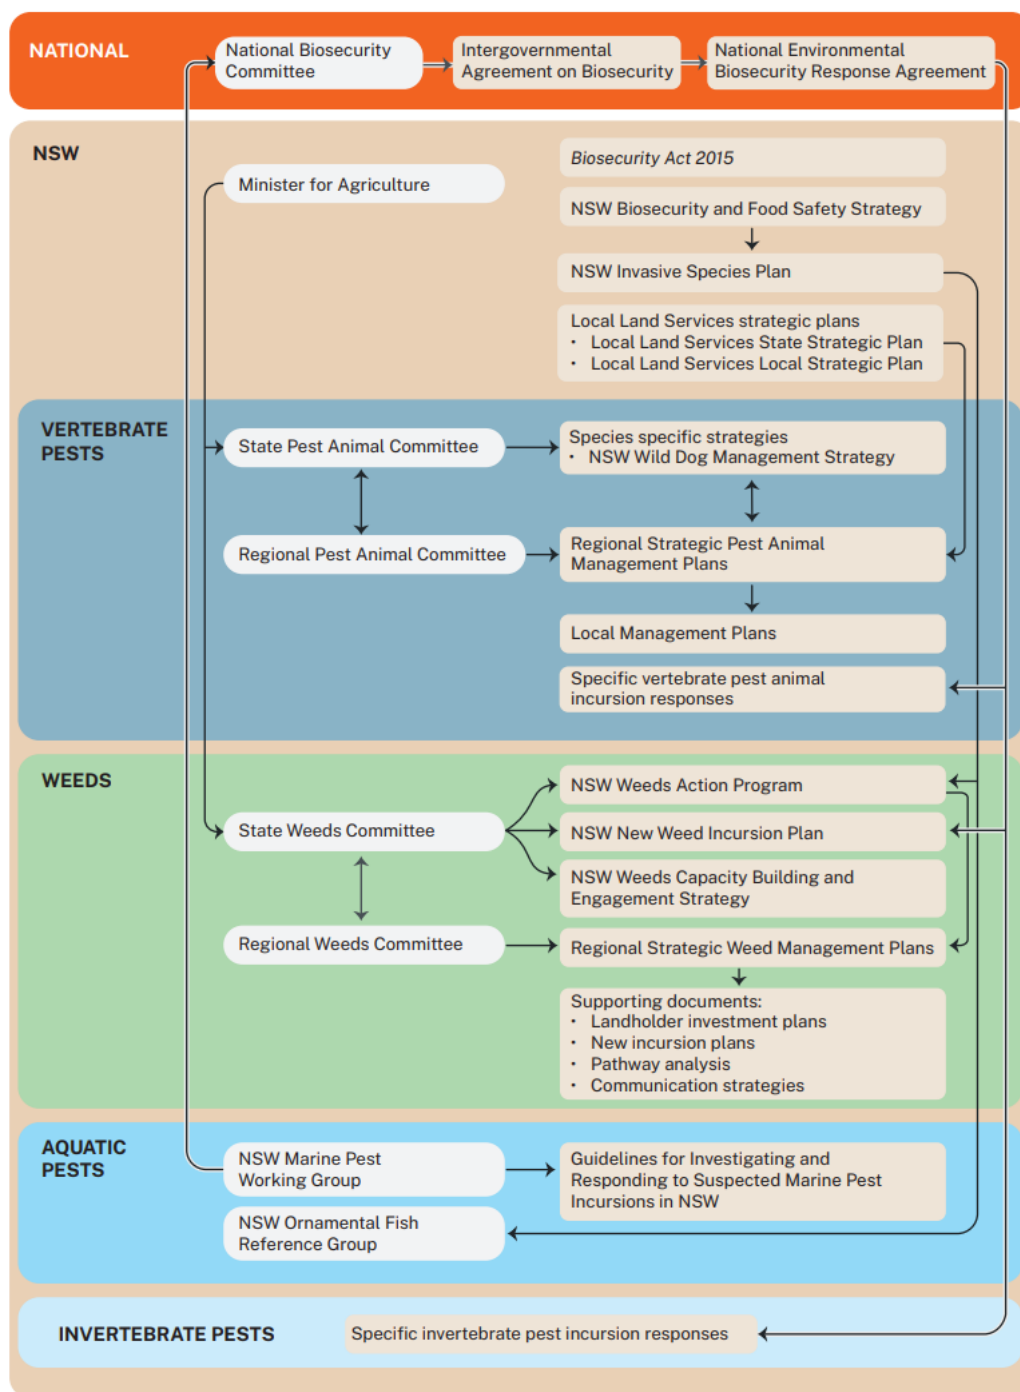 NATIONAL
National Biosecurity
Committee
Intergovernmental
Agreement on Biosecurity
National Environmental
Biosecurity Response Agreement
NSW
Minister for Agriculture
Biosecurity Act 2015
NSW Biosecurity and Food Safety Strategy
NSW Invasive Species Plan
Local Land Services strategic plans
• Local Land Services State Strategic Plan
• Local Land Services Local Strategic Plan
VERTEBRATE
PESTS
State Pest Animal Committee
Species specific strategies
• NSW Wild Dog Management Strategy
Regional Pest Animal Committee
Regional Strategic Pest Animal
Management Plans
Local Management Plans
Specific vertebrate pest animal
incursion responses
WEEDS
NSW Weeds Action Program
State Weeds Committee
NSW New Weed Incursion Plan
NSW Weeds Capacity Building and
Engagement Strategy
Regional Weeds Committee
Regional Strategic Weed Management Plans
Supporting documents:
• Landholder investment plans
• New incursion plans
• Pathway analysis
• Communication strategies
AQUATIC
PESTS
NSW Marine Pest
Working Group
Guidelines for Investigating and
Responding to Suspected Marine Pest
Incursions in NSW
NSW Ornamental Fish
Reference Group
INVERTEBRATE PESTS
Specific invertebrate pest incursion responses